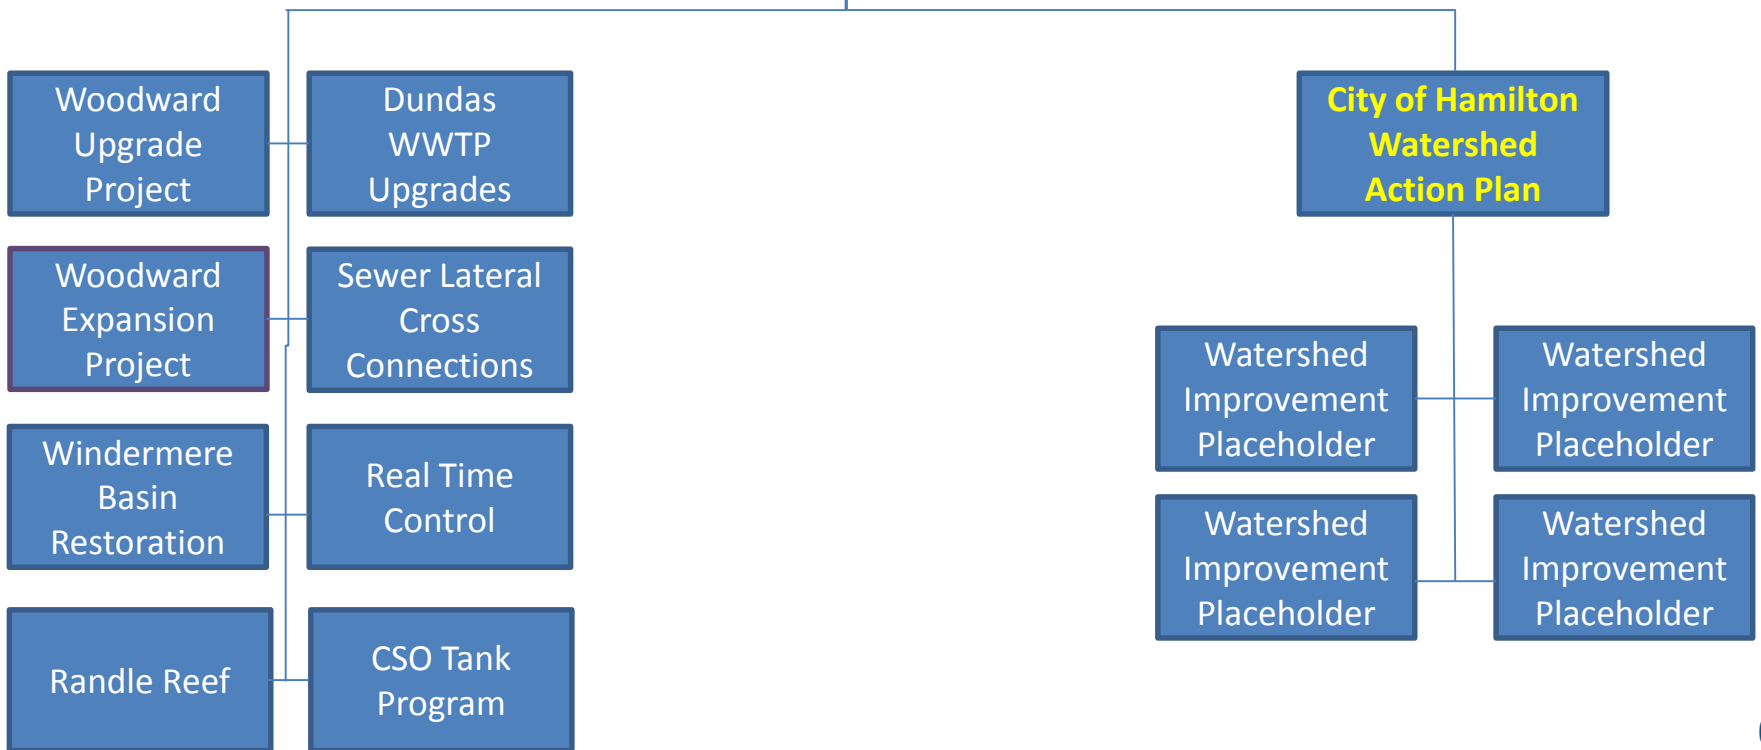 Woodward
Upgrade
Project
Dundas
WWTP
Upgrades
City of Hamilton
Watershed
Action Plan
Woodward
Expansion
Project
Sewer Lateral
Cross
Connections
Watershed
Improvement
Placeholder
Watershed
Improvement
Placeholder
Windermere
Basin
Restoration
Real Time
Control
Watershed
Improvement
Placeholder
Watershed
Improvement
Placeholder
Randle Reef
CSO Tank
Program